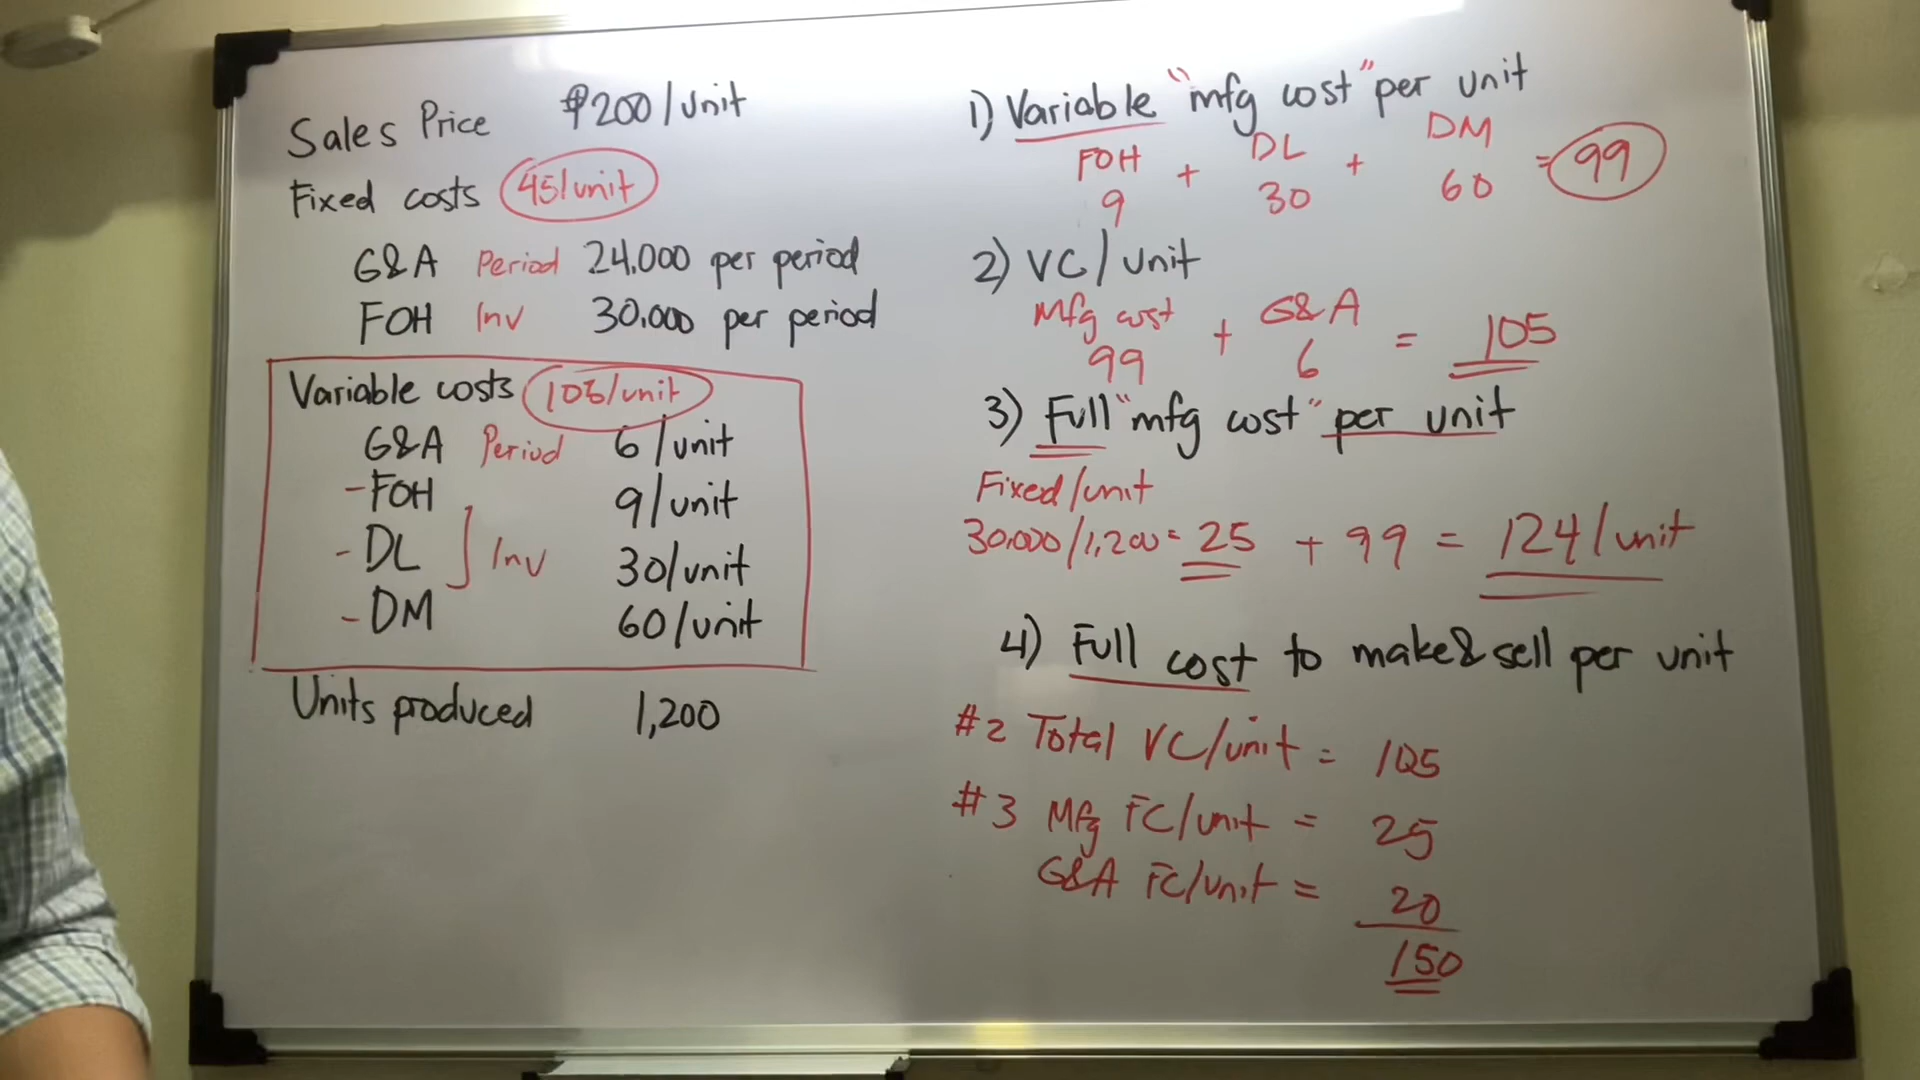 Sales Price ₱200/unit
Fixed costs 45/unit
G&A Period 24,000 per period
FOH Inv 30,000 per period
Variable costs 105/unit
G&A Period 6/unit
- FOH 9/unit
- DL Inv 30/unit
- DM 60/unit
Units produced 1,200
1) Variable "mfg cost" per unit
FOH + DL + DM
9 30 60 = 99
2) VC/unit
Mfg cost + G&A = 105
99 6
3) Full "mfg cost" per unit
Fixed/unit
30,000/1,200 = 25 + 99 = 124/unit
4) Full cost to make & sell per unit
#2 Total VC/unit = 105
#3 Mfg FC/unit = 25
G&A FC/unit = 20
150